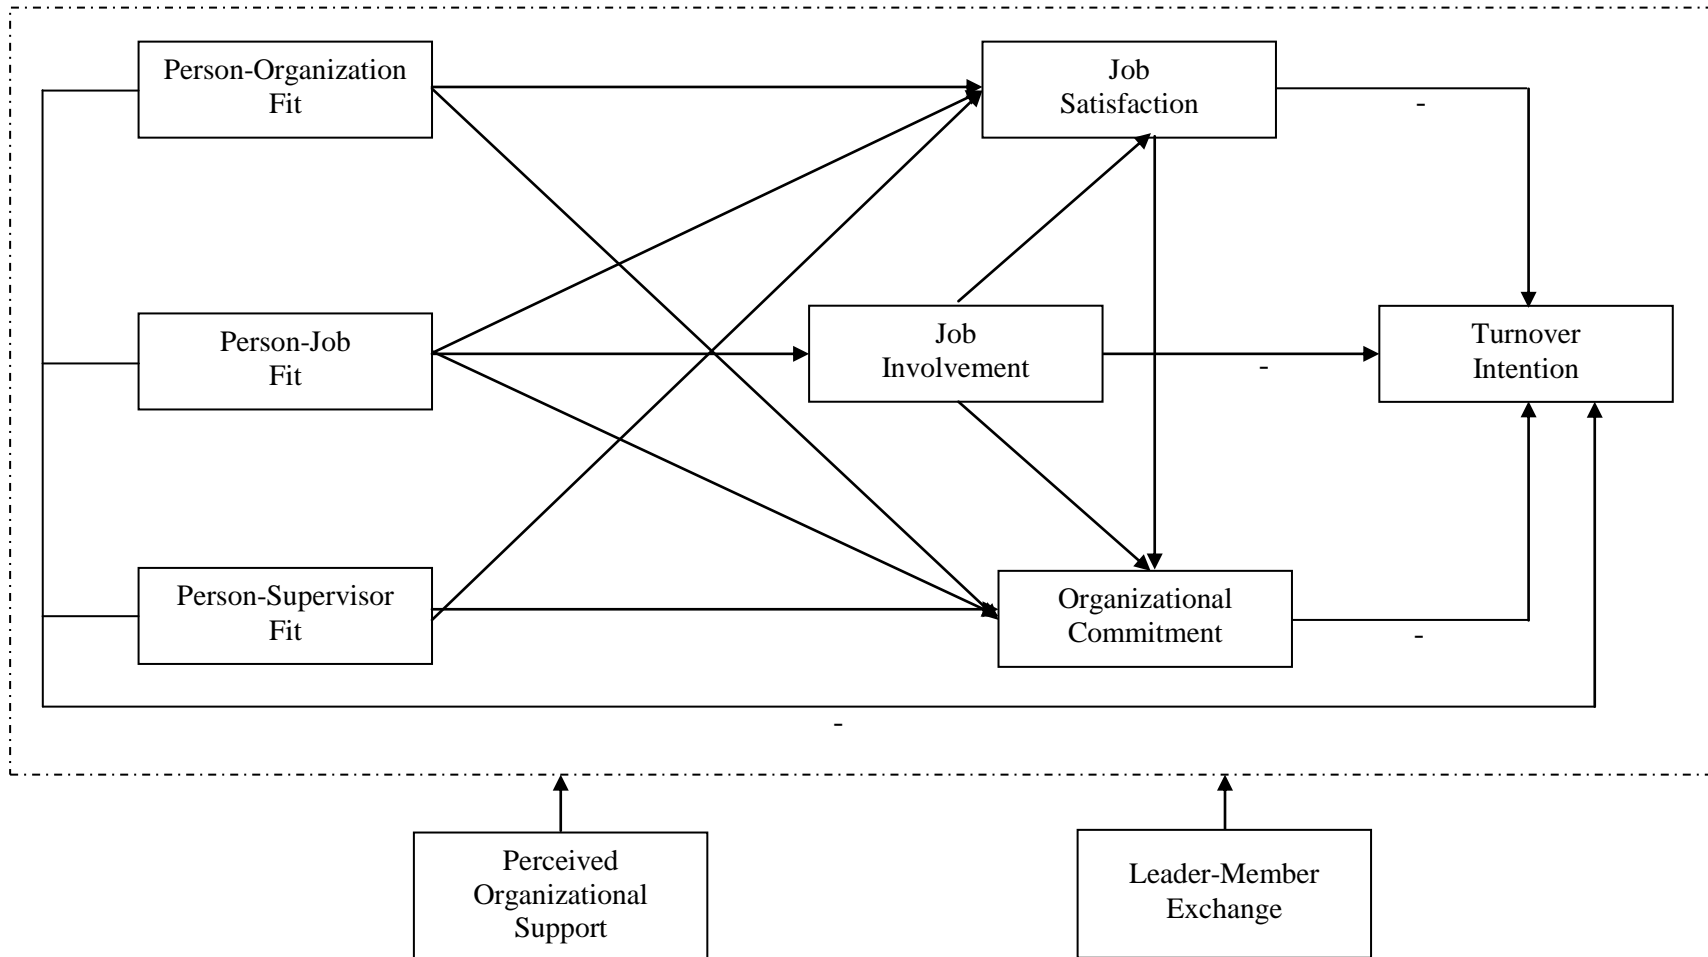 Person-Organization
Fit
Job
Satisfaction
-
Person-Job
Fit
Job
Involvement
-
Turnover
Intention
Person-Supervisor
Fit
Organizational
Commitment
-
-
Perceived
Organizational
Support
Leader-Member
Exchange